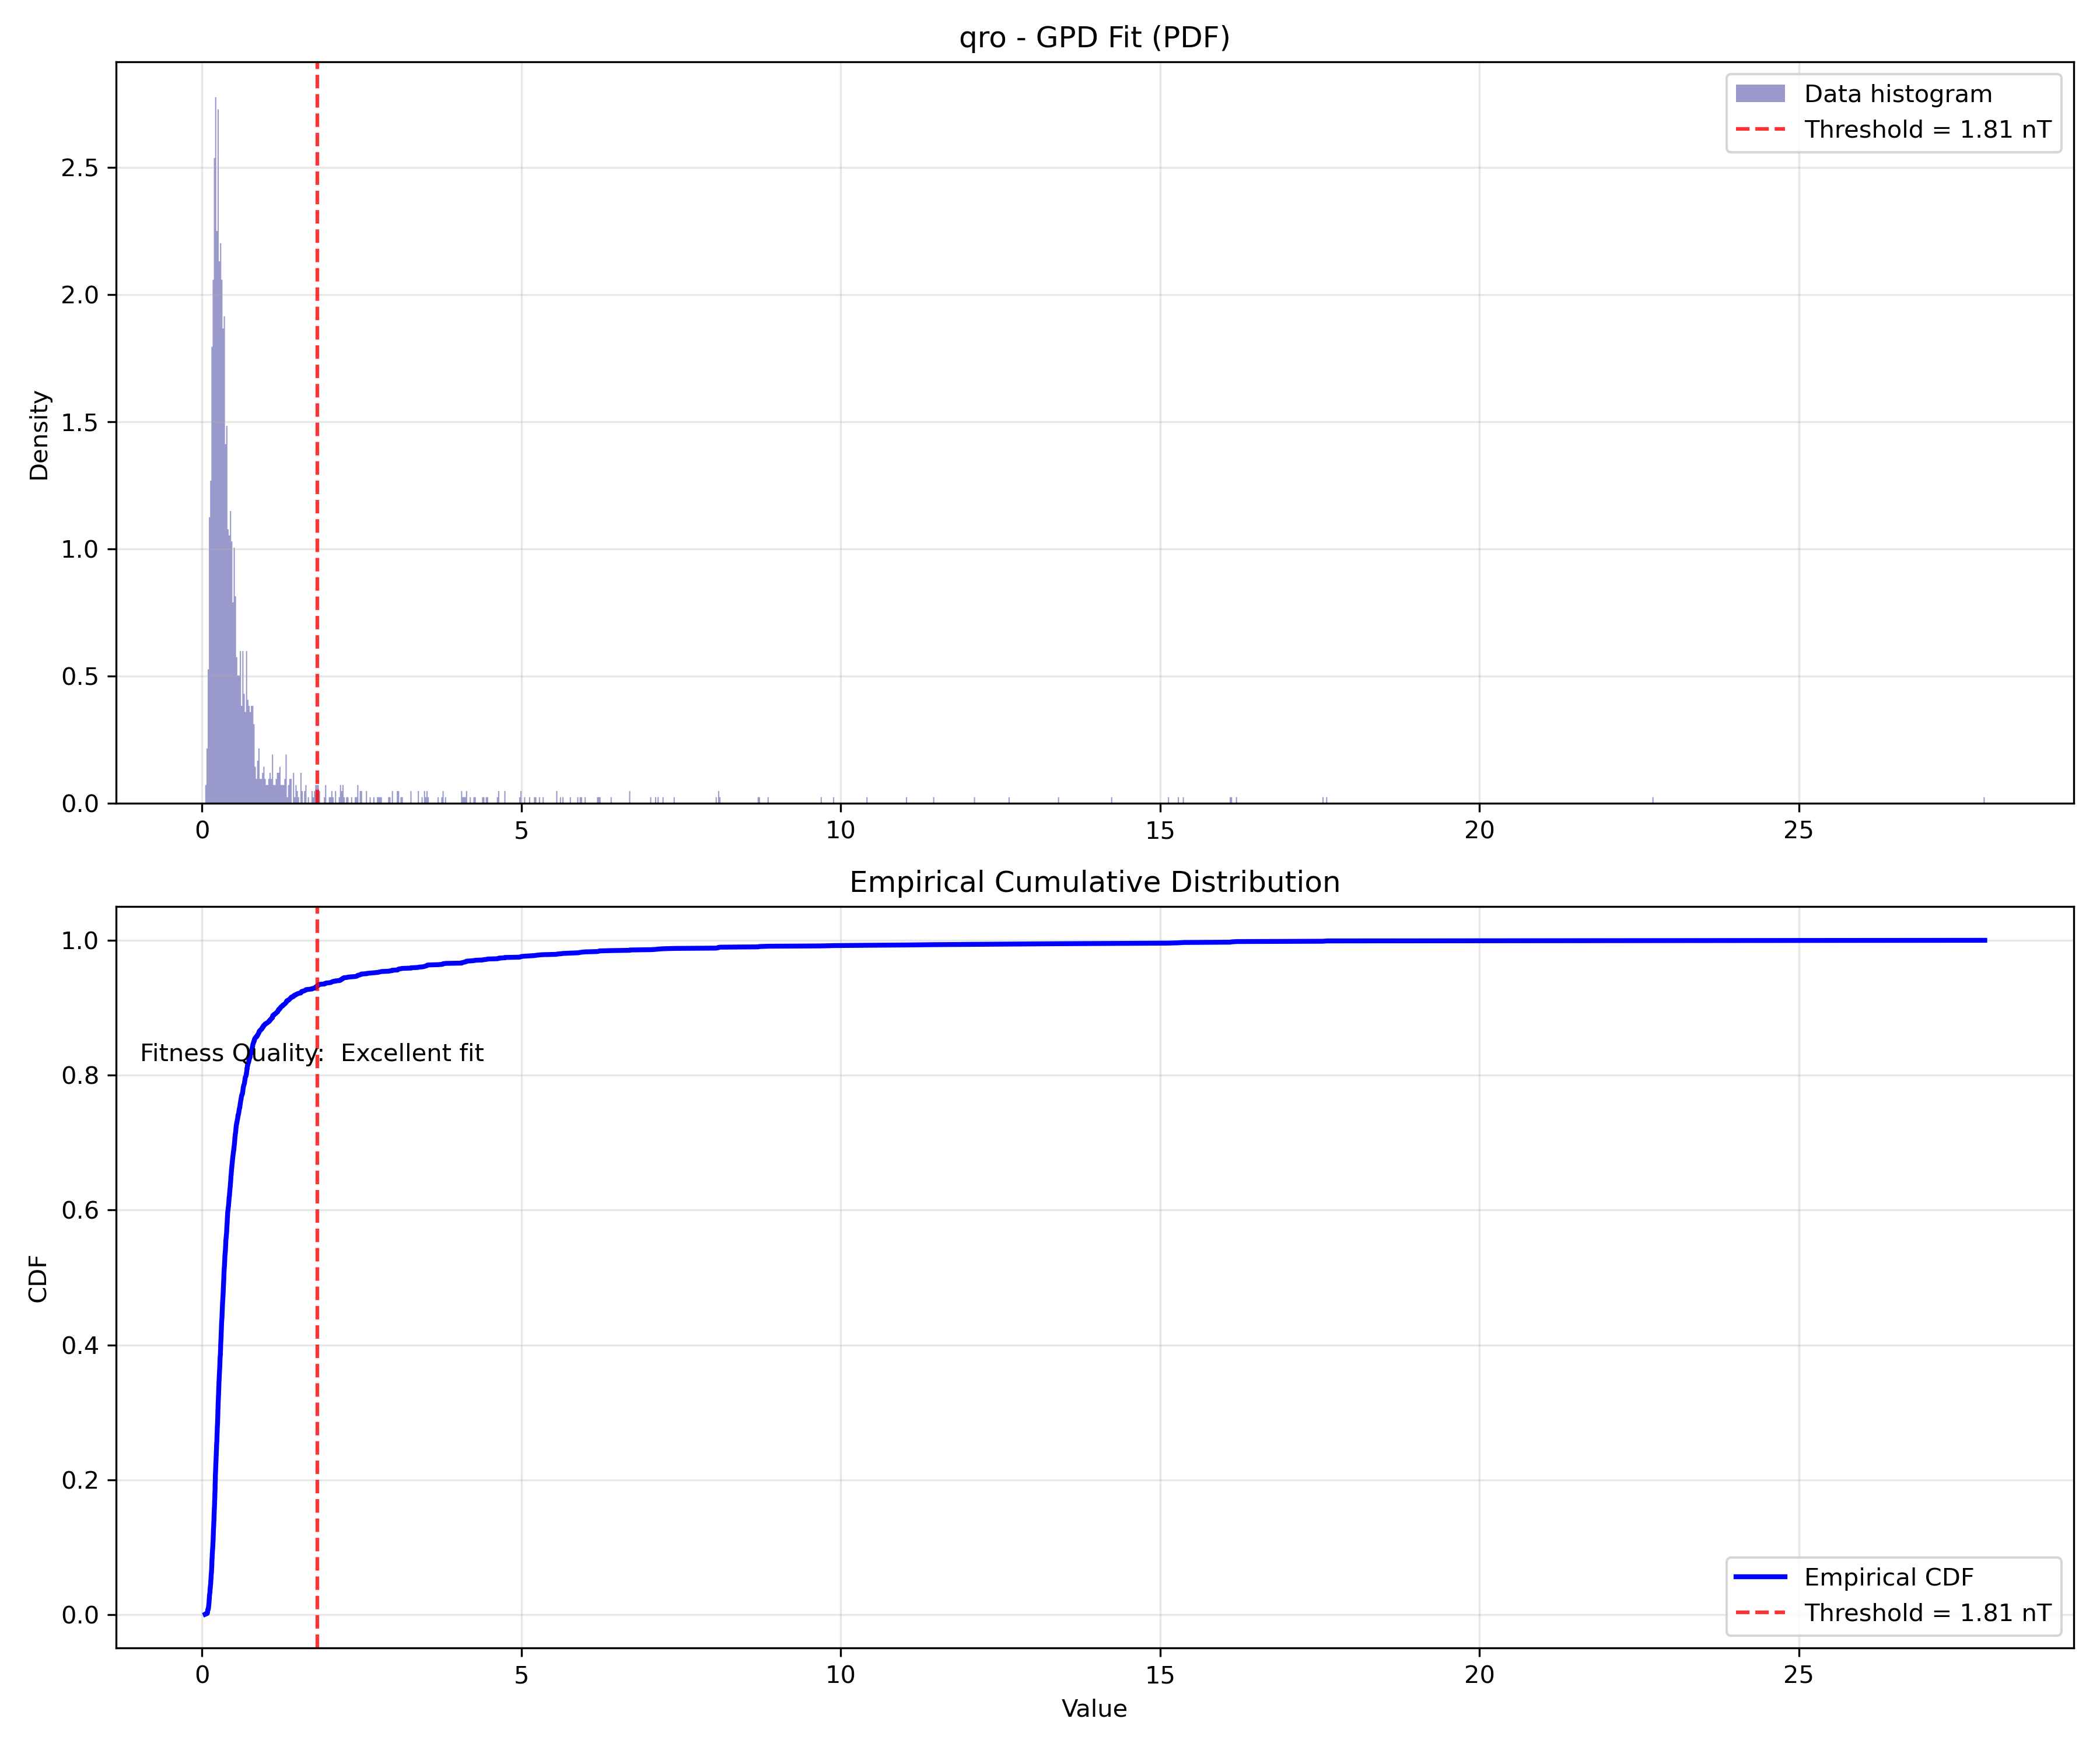 qro - GPD Fit (PDF)
Data histogram
Threshold = 1.81 nT
Density
2.5
2.0
1.5
1.0
0.5
0.0
0 5 10 15 20 25
Empirical Cumulative Distribution
CDF
1.0
0.8
0.6
0.4
0.2
0.0
Fitness Quality: Excellent fit
Empirical CDF
Threshold = 1.81 nT
0 5 10 15 20 25
Value